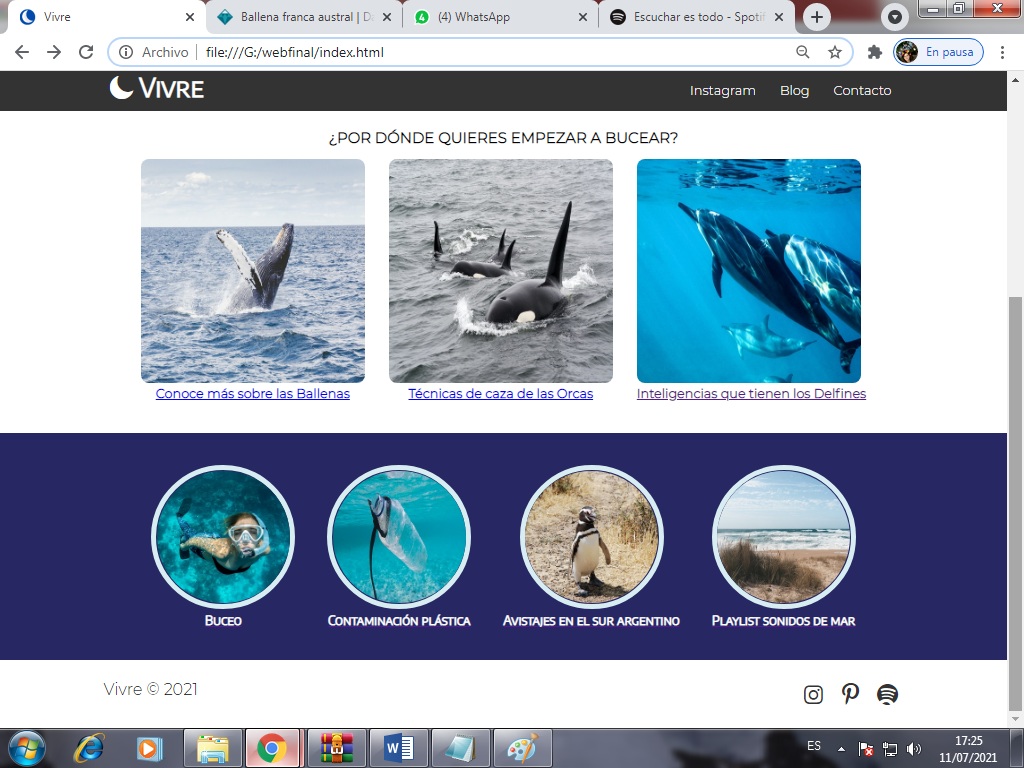 Vivre
Ballena franca austral | Da
4
(4) WhatsApp
Escuchar es todo - Spotif
Archivo
file:///G:/webfinal/index.html
En pausa
VIVRE
Instagram
Blog
Contacto
¿POR DÓNDE QUIERES EMPEZAR A BUCEAR?
Conoce más sobre las Ballenas
Técnicas de caza de las Orcas
Inteligencias que tienen los Delfines
BUCEO
CONTAMINACIÓN PLÁSTICA
AVISTAJES EN EL SUR ARGENTINO
PLAYLIST SONIDOS DE MAR
Vivre © 2021
ES
17:25
11/07/2021